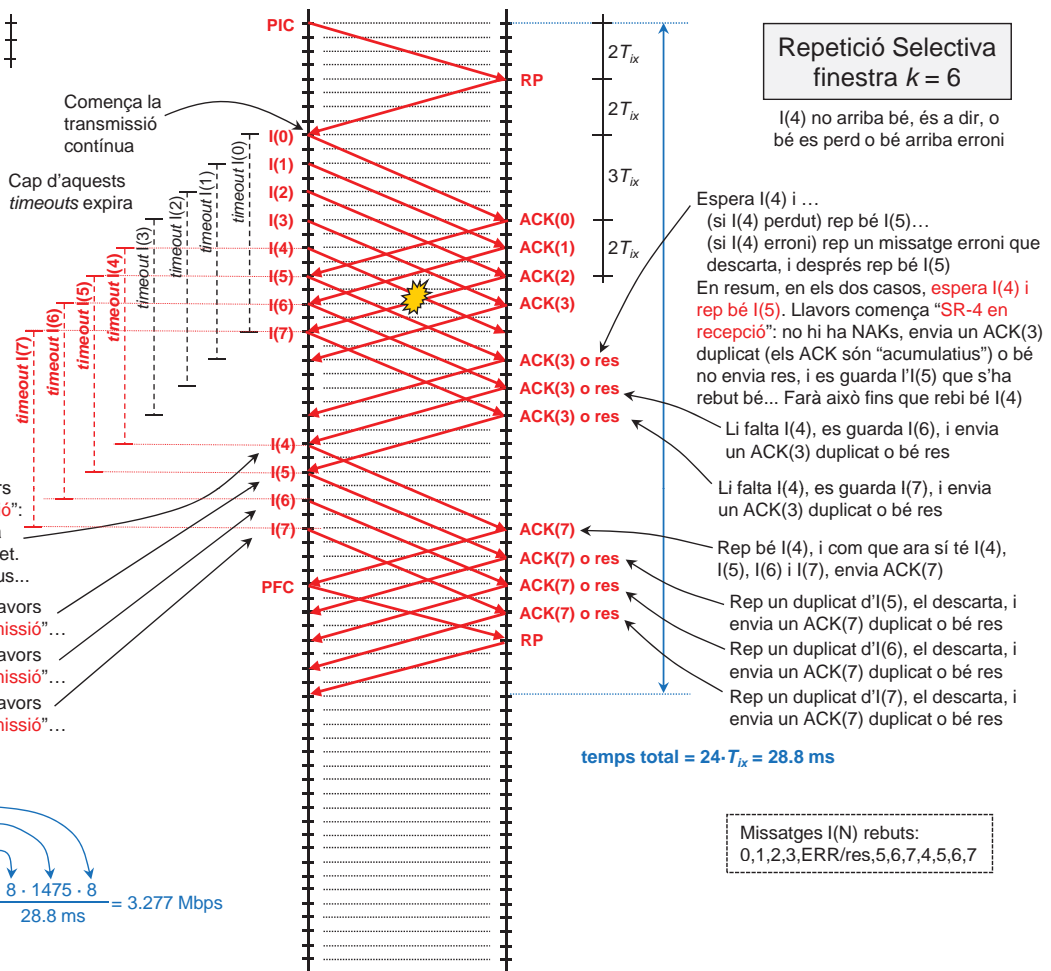 Repetició Selectiva
finestra k = 6
I(4) no arriba bé, és a dir, o
bé es perd o bé arriba erroni
PIC
RP
2Tix
2Tix
3Tix
2Tix
Comença la
transmissió
contínua
Cap d'aquests
timeouts expira
timeout I(0)
timeout I(1)
timeout I(2)
timeout I(3)
timeout I(4)
timeout I(5)
timeout I(6)
timeout I(7)
I(0)
I(1)
I(2)
I(3)
I(4)
I(5)
I(6)
I(7)
I(4)
I(5)
I(6)
I(7)
PFC
ACK(0)
ACK(1)
ACK(2)
ACK(3)
ACK(3) o res
ACK(3) o res
ACK(3) o res
ACK(7)
ACK(7) o res
ACK(7) o res
ACK(7) o res
RP
Espera I(4) i …
(si I(4) perdut) rep bé I(5)…
(si I(4) erroni) rep un missatge erroni que
descarta, i després rep bé I(5)
En resum, en els dos casos, espera I(4) i
rep bé I(5). Llavors comença “SR-4 en
recepció”: no hi ha NAKs, envia un ACK(3)
duplicat (els ACK són “acumulatius”) o bé
no envia res, i es guarda l'I(5) que s'ha
rebut bé... Farà això fins que rebi bé I(4)
Li falta I(4), es guarda I(6), i envia
un ACK(3) duplicat o bé res
Li falta I(4), es guarda I(7), i envia
un ACK(3) duplicat o bé res
Rep bé I(4), i com que ara sí té I(4),
I(5), I(6) i I(7), envia ACK(7)
Rep un duplicat d'I(5), el descarta, i
envia un ACK(7) duplicat o bé res
Rep un duplicat d'I(6), el descarta, i
envia un ACK(7) duplicat o bé res
Rep un duplicat d'I(7), el descarta, i
envia un ACK(7) duplicat o bé res
rs
ó”:
a
et.
us...
avors
missió”…
avors
missió”…
avors
missió”…
temps total = 24·Tix = 28.8 ms
Missatges I(N) rebuts:
0,1,2,3,ERR/res,5,6,7,4,5,6,7
8 · 1475 · 8
28.8 ms
= 3.277 Mbps